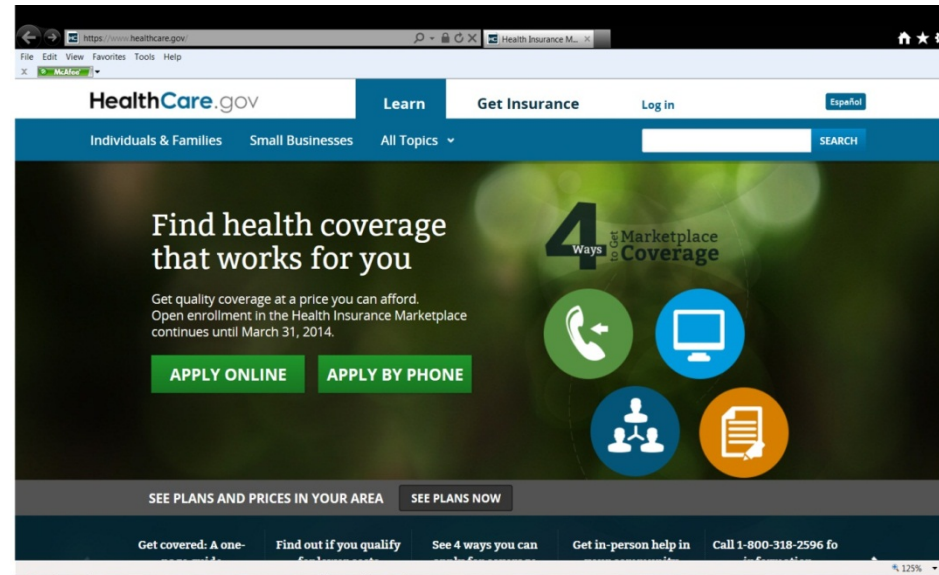 https://www.healthcare.gov/
Health Insurance M...
File Edit View Favorites Tools Help
X McAfee
HealthCare.gov
Learn
Get Insurance
Log in
Español
Individuals & Families
Small Businesses
All Topics
SEARCH
Find health coverage
that works for you
Get quality coverage at a price you can afford.
Open enrollment in the Health Insurance Marketplace
continues until March 31, 2014.
APPLY ONLINE
APPLY BY PHONE
4 Ways to Get Marketplace Coverage
SEE PLANS AND PRICES IN YOUR AREA
SEE PLANS NOW
Get covered: A one-
Find out if you qualify
See 4 ways you can
Get in-person help in
Call 1-800-318-2596 fo
125%